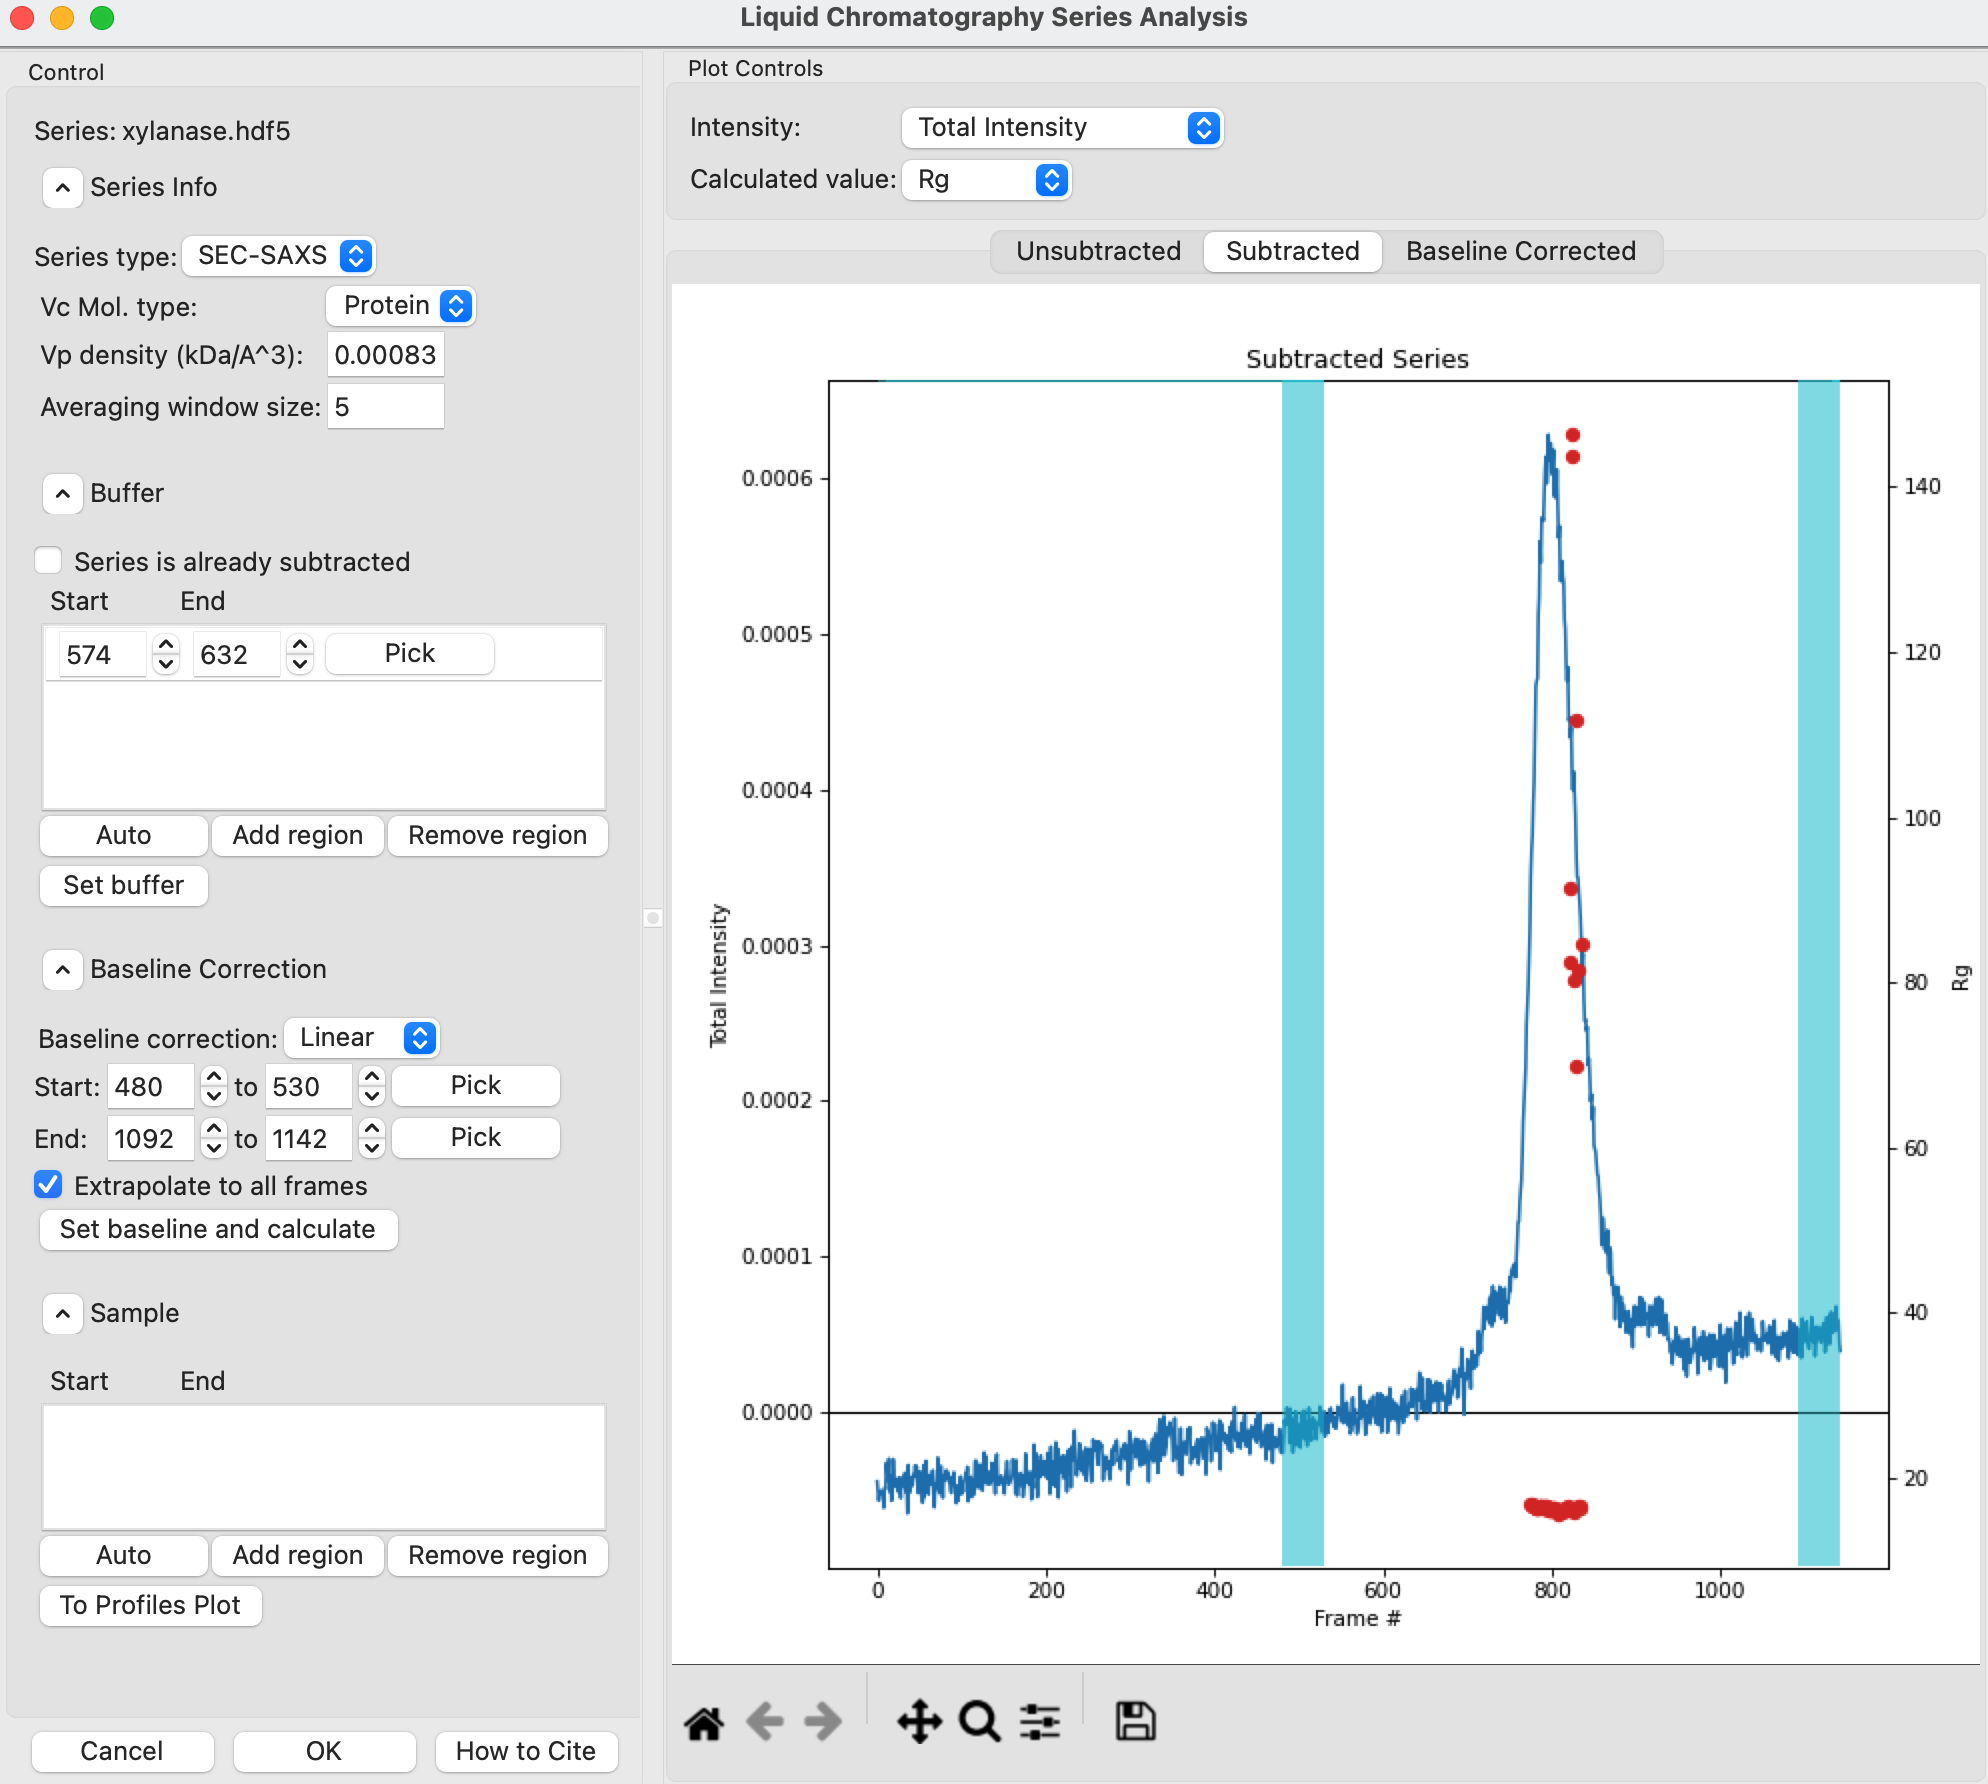 Liquid Chromatography Series Analysis
Control
Series: xylanase.hdf5
Series Info
Series type: SEC-SAXS
Vc Mol. type: Protein
Vp density (kDa/A^3): 0.00083
Averaging window size: 5
Buffer
Series is already subtracted
Start End
574 632 Pick
Auto Add region Remove region
Set buffer
Baseline Correction
Baseline correction: Linear
Start: 480 to 530 Pick
End: 1092 to 1142 Pick
Extrapolate to all frames
Set baseline and calculate
Sample
Start End
Auto Add region Remove region
To Profiles Plot
Cancel OK How to Cite
Plot Controls
Intensity: Total Intensity
Calculated value: Rg
Unsubtracted Subtracted Baseline Corrected
Subtracted Series
0.0006
0.0005
0.0004
0.0003
0.0002
0.0001
0.0000
Total Intensity
140
120
100
80
60
40
20
Rg
0 200 400 600 800 1000
Frame #